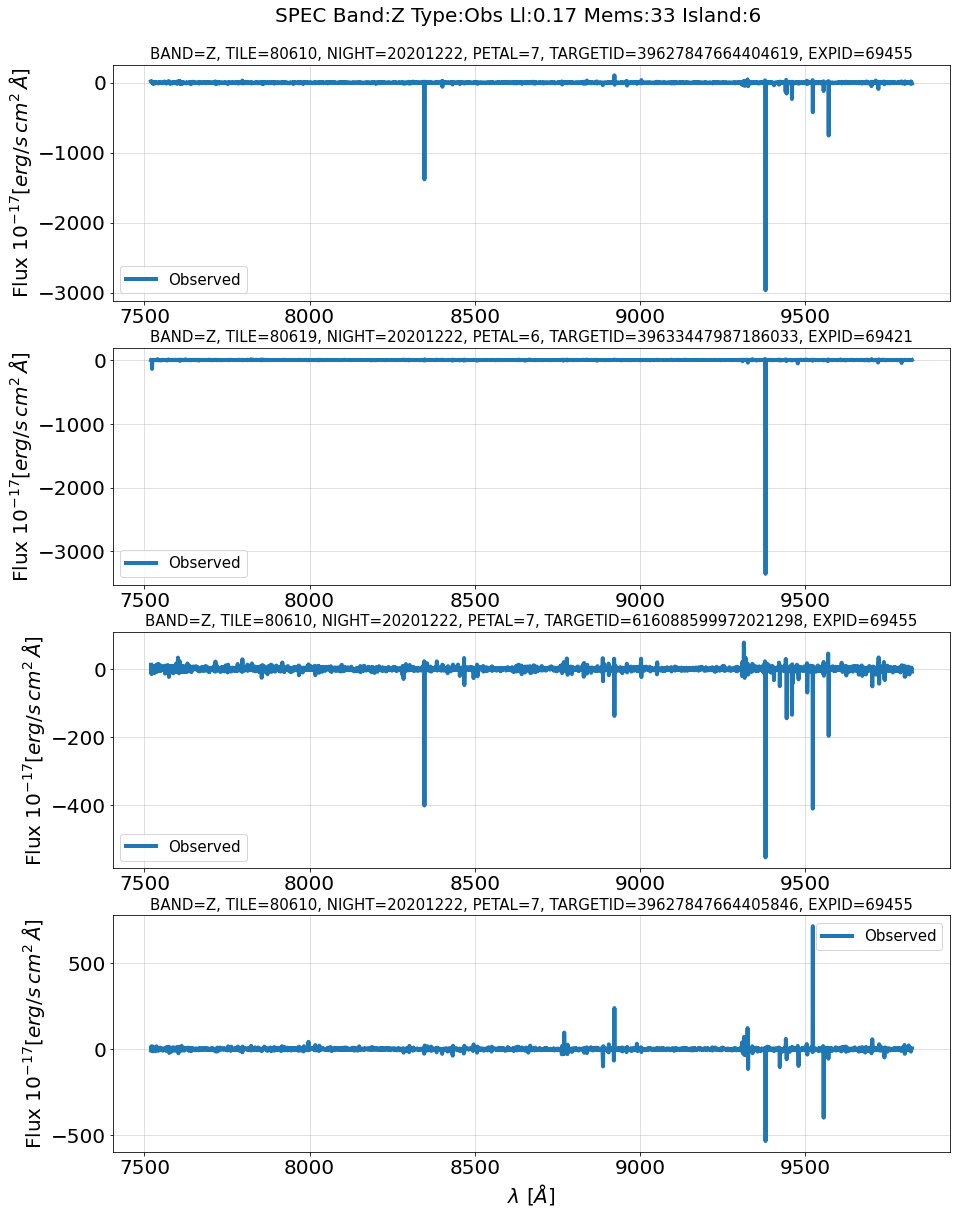 SPEC Band:Z Type:Obs Ll:0.17 Mems:33 Island:6
BAND=Z, TILE=80610, NIGHT=20201222, PETAL=7, TARGETID=39627847664404619, EXPID=69455
Flux 10^{-17}[erg/s cm^2 Å]
0
−1000
−2000
−3000
Observed
7500 8000 8500 9000 9500
BAND=Z, TILE=80619, NIGHT=20201222, PETAL=6, TARGETID=39633447987186033, EXPID=69421
Flux 10^{-17}[erg/s cm^2 Å]
0
−1000
−2000
−3000
Observed
7500 8000 8500 9000 9500
BAND=Z, TILE=80610, NIGHT=20201222, PETAL=7, TARGETID=616088599972021298, EXPID=69455
Flux 10^{-17}[erg/s cm^2 Å]
0
−200
−400
Observed
7500 8000 8500 9000 9500
BAND=Z, TILE=80610, NIGHT=20201222, PETAL=7, TARGETID=39627847664405846, EXPID=69455
Flux 10^{-17}[erg/s cm^2 Å]
Observed
500
0
−500
7500 8000 8500 9000 9500
λ [Å]